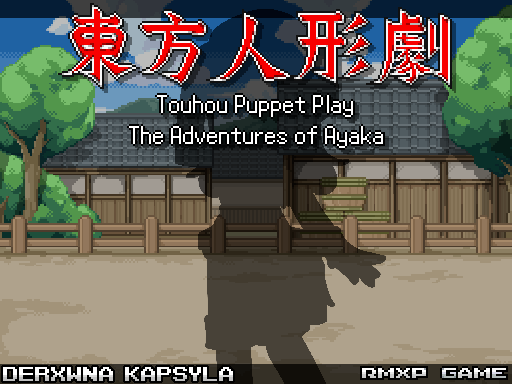 東方人形劇
Touhou Puppet Play
The Adventures of Ayaka
DERXWNA KAPSYLA
RMXP GAME